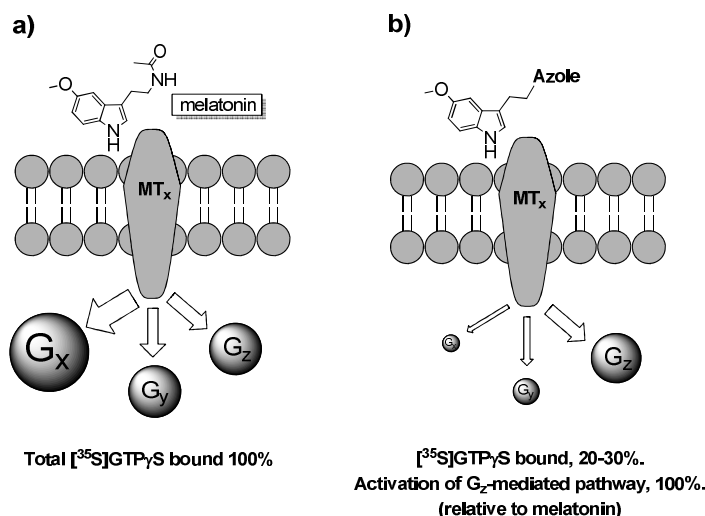 a)
b)
O
NH
O
N
H
melatonin
Azole
O
N
H
MTx
MTx
Gx
Gy
Gz
Gy
Gz
Total [35S]GTPγS bound 100%
[35S]GTPγS bound, 20-30%.
Activation of Gz-mediated pathway, 100%.
(relative to melatonin)